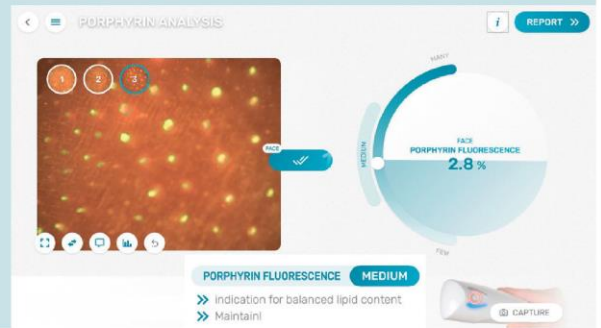 PORPHYRIN ANALYSIS
i
REPORT »
1 2 3
MANY
MEDIUM
FEW
FACE
FACE
PORPHYRIN FLUORESCENCE
2.8 %
PORPHYRIN FLUORESCENCE MEDIUM
» indication for balanced lipid content
» Maintain!
CAPTURE